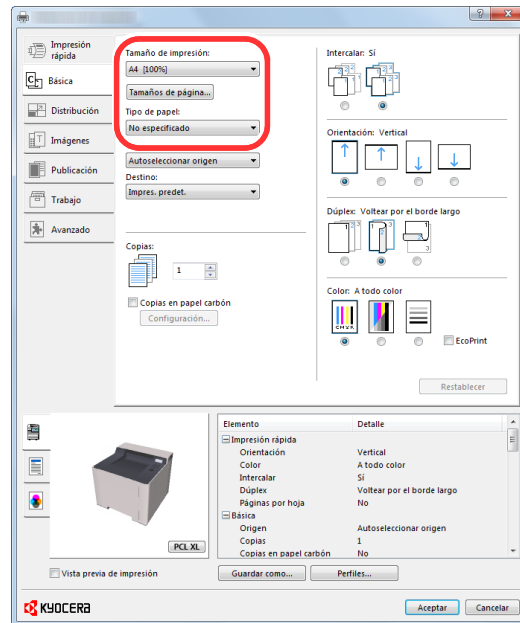 Impresión
rápida
Básica
Distribución
Imágenes
Publicación
Trabajo
Avanzado
Tamaño de impresión:
A4 [100%]
Tamaños de página...
Tipo de papel:
No especificado
Autoseleccionar origen
Destino:
Impres. predet.
Copias:
1
Copias en papel carbón
Configuración...
Intercalar: Sí
Orientación: Vertical
Dúplex: Voltear por el borde largo
Color: A todo color
CMYK
EcoPrint
Restablecer
Elemento Detalle
Impresión rápida
Orientación Vertical
Color A todo color
Intercalar Sí
Dúplex Voltear por el borde largo
Páginas por hoja No
Básica
Origen Autoseleccionar origen
Copias 1
Copias en papel carbón No
PCL XL
Vista previa de impresión
Guardar como... Perfiles...
KYOCERA
Aceptar Cancelar